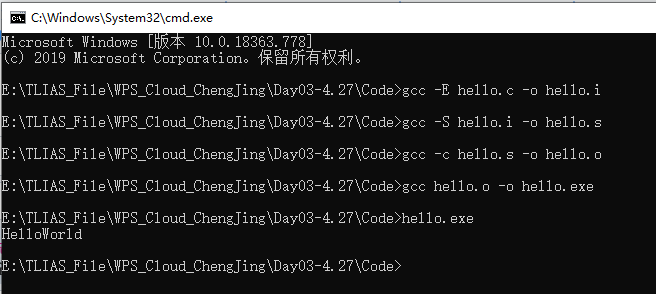 C:\Windows\System32\cmd.exe
Microsoft Windows [版本 10.0.18363.778]
(c) 2019 Microsoft Corporation。保留所有权利。
E:\TLIAS_File\WPS_Cloud_ChengJing\Day03-4.27\Code>gcc -E hello.c -o hello.i
E:\TLIAS_File\WPS_Cloud_ChengJing\Day03-4.27\Code>gcc -S hello.i -o hello.s
E:\TLIAS_File\WPS_Cloud_ChengJing\Day03-4.27\Code>gcc -c hello.s -o hello.o
E:\TLIAS_File\WPS_Cloud_ChengJing\Day03-4.27\Code>gcc hello.o -o hello.exe
E:\TLIAS_File\WPS_Cloud_ChengJing\Day03-4.27\Code>hello.exe
HelloWorld
E:\TLIAS_File\WPS_Cloud_ChengJing\Day03-4.27\Code>